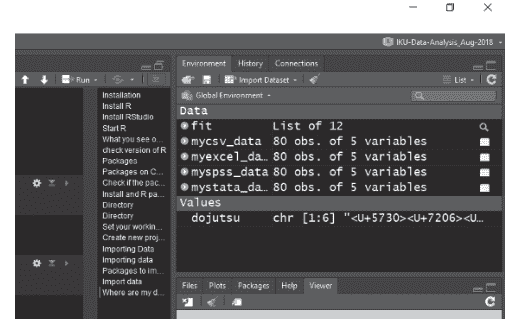 IKU-Data-Analysis_Aug-2018
Environment History Connections
Run
Import Dataset
List
Global Environment
Installation
Install R
Install RStudio
Start R
What you see o...
check version of R
Packages
Packages on C...
Check if the pac...
Install and R pa...
Directory
Directory
Set your workin...
Create new proj...
Importing Data
Importing data
Packages to im...
Import data
Where are my d...
Data
fit List of 12
mycsv_data 80 obs. of 5 variables
myexcel_da… 80 obs. of 5 variables
myspss_data 80 obs. of 5 variables
mystata_da… 80 obs. of 5 variables
Values
dojutsu chr [1:6] "<U+5730><U+7206><U…
Files Plots Packages Help Viewer